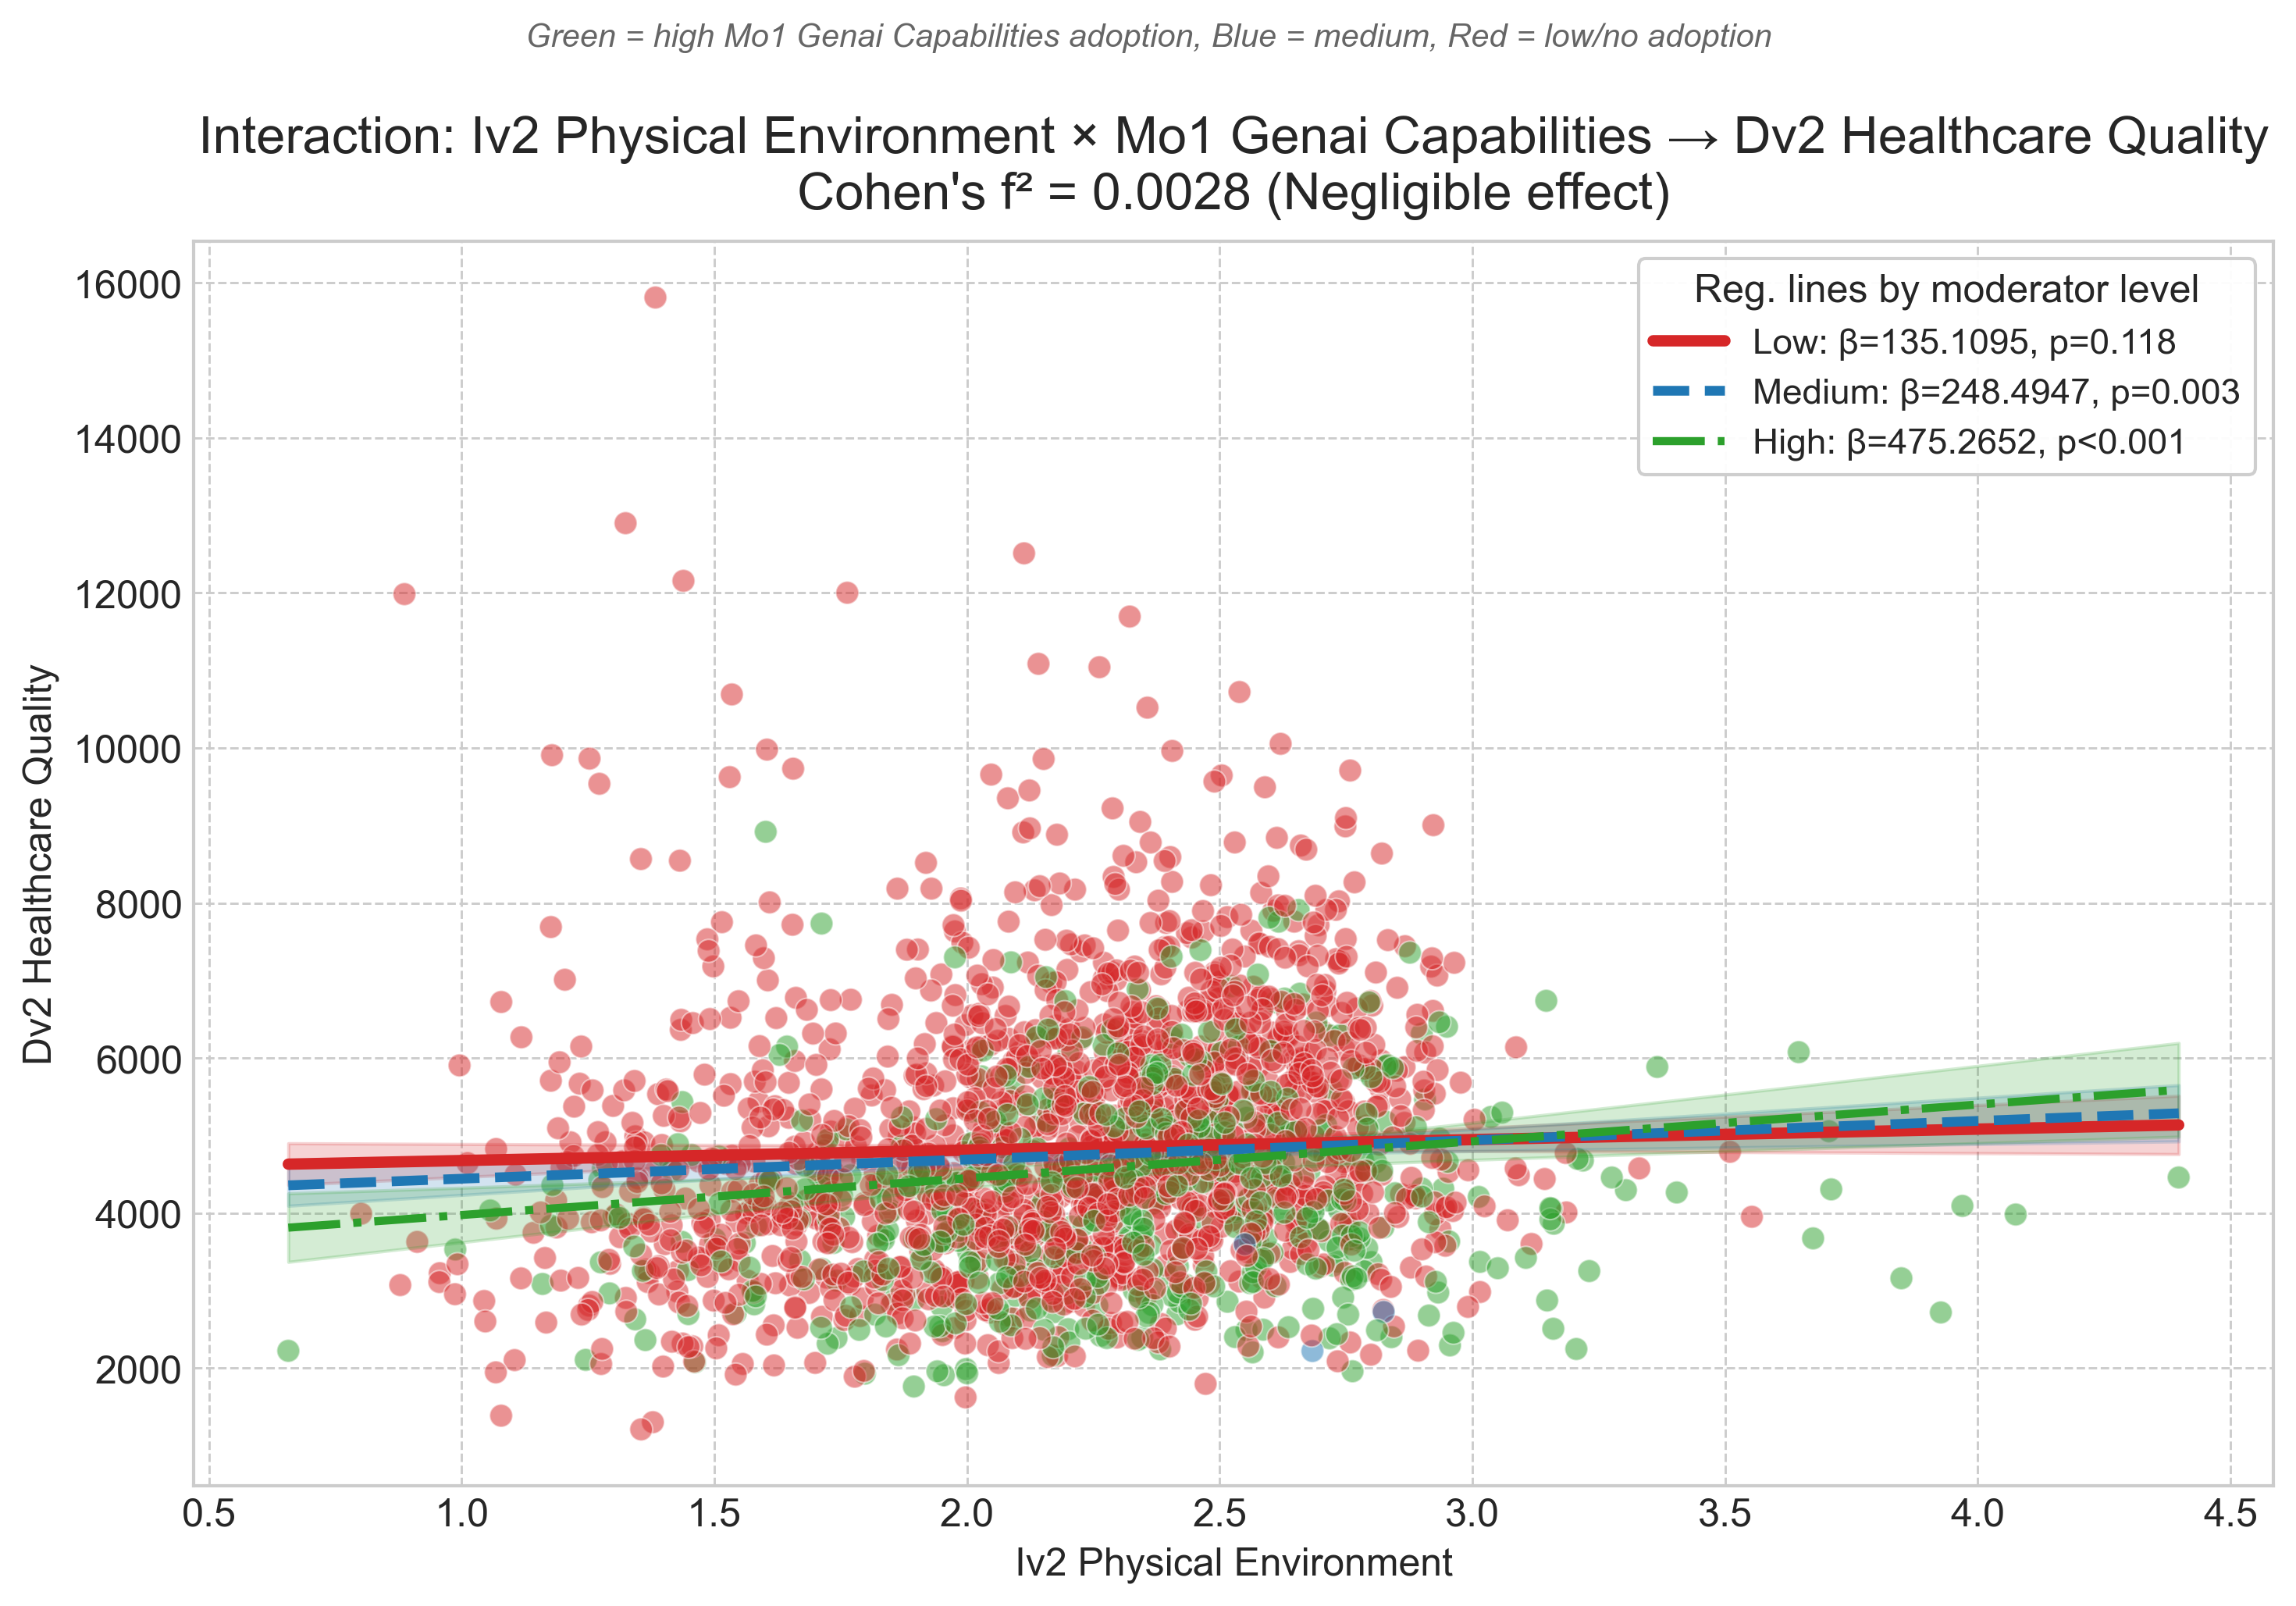 Green = high Mo1 Genai Capabilities adoption, Blue = medium, Red = low/no adoption
Interaction: Iv2 Physical Environment × Mo1 Genai Capabilities → Dv2 Healthcare Quality
Cohen's f² = 0.0028 (Negligible effect)
Reg. lines by moderator level
Low: β=135.1095, p=0.118
Medium: β=248.4947, p=0.003
High: β=475.2652, p<0.001
Dv2 Healthcare Quality
16000
14000
12000
10000
8000
6000
4000
2000
0.5 1.0 1.5 2.0 2.5 3.0 3.5 4.0 4.5
Iv2 Physical Environment